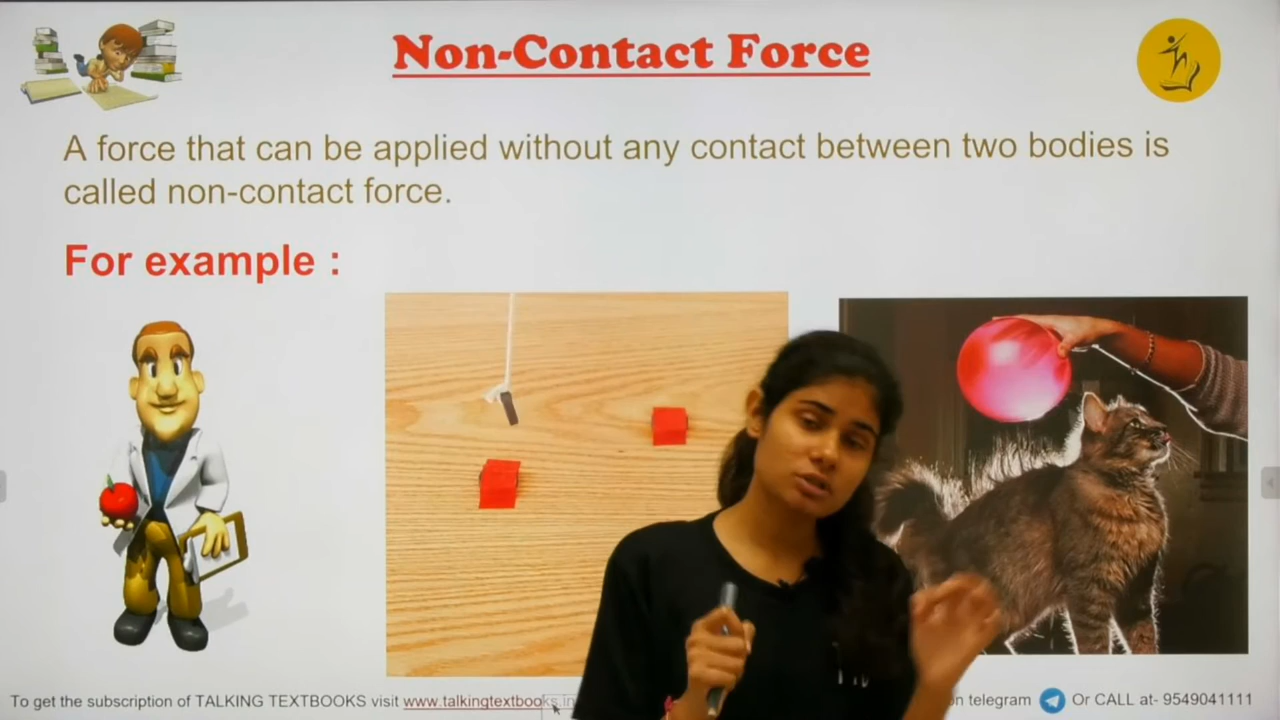 Non-Contact Force
A force that can be applied without any contact between two bodies is
called non-contact force.
For example :
To get the subscription of TALKING TEXTBOOKS visit www.talkingtextbooks.in on telegram Or CALL at- 9549041111